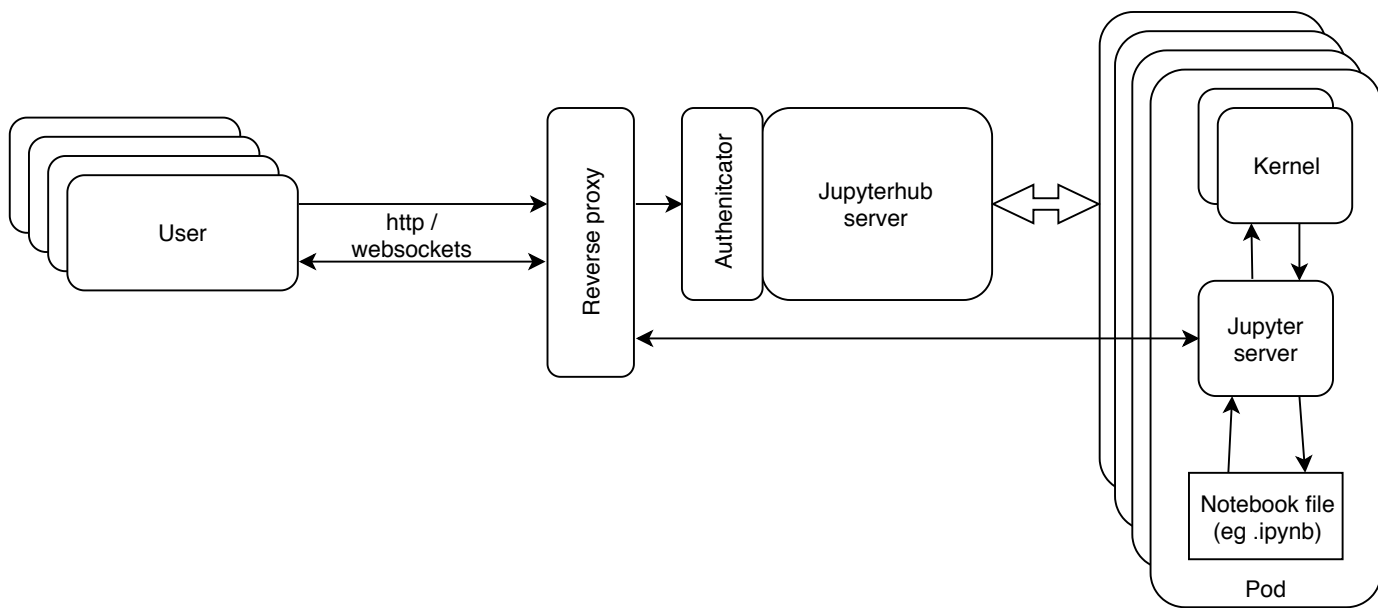 User
http /
websockets
Reverse proxy
Authenitcator
Jupyterhub
server
Kernel
Jupyter
server
Notebook file
(eg .ipynb)
Pod